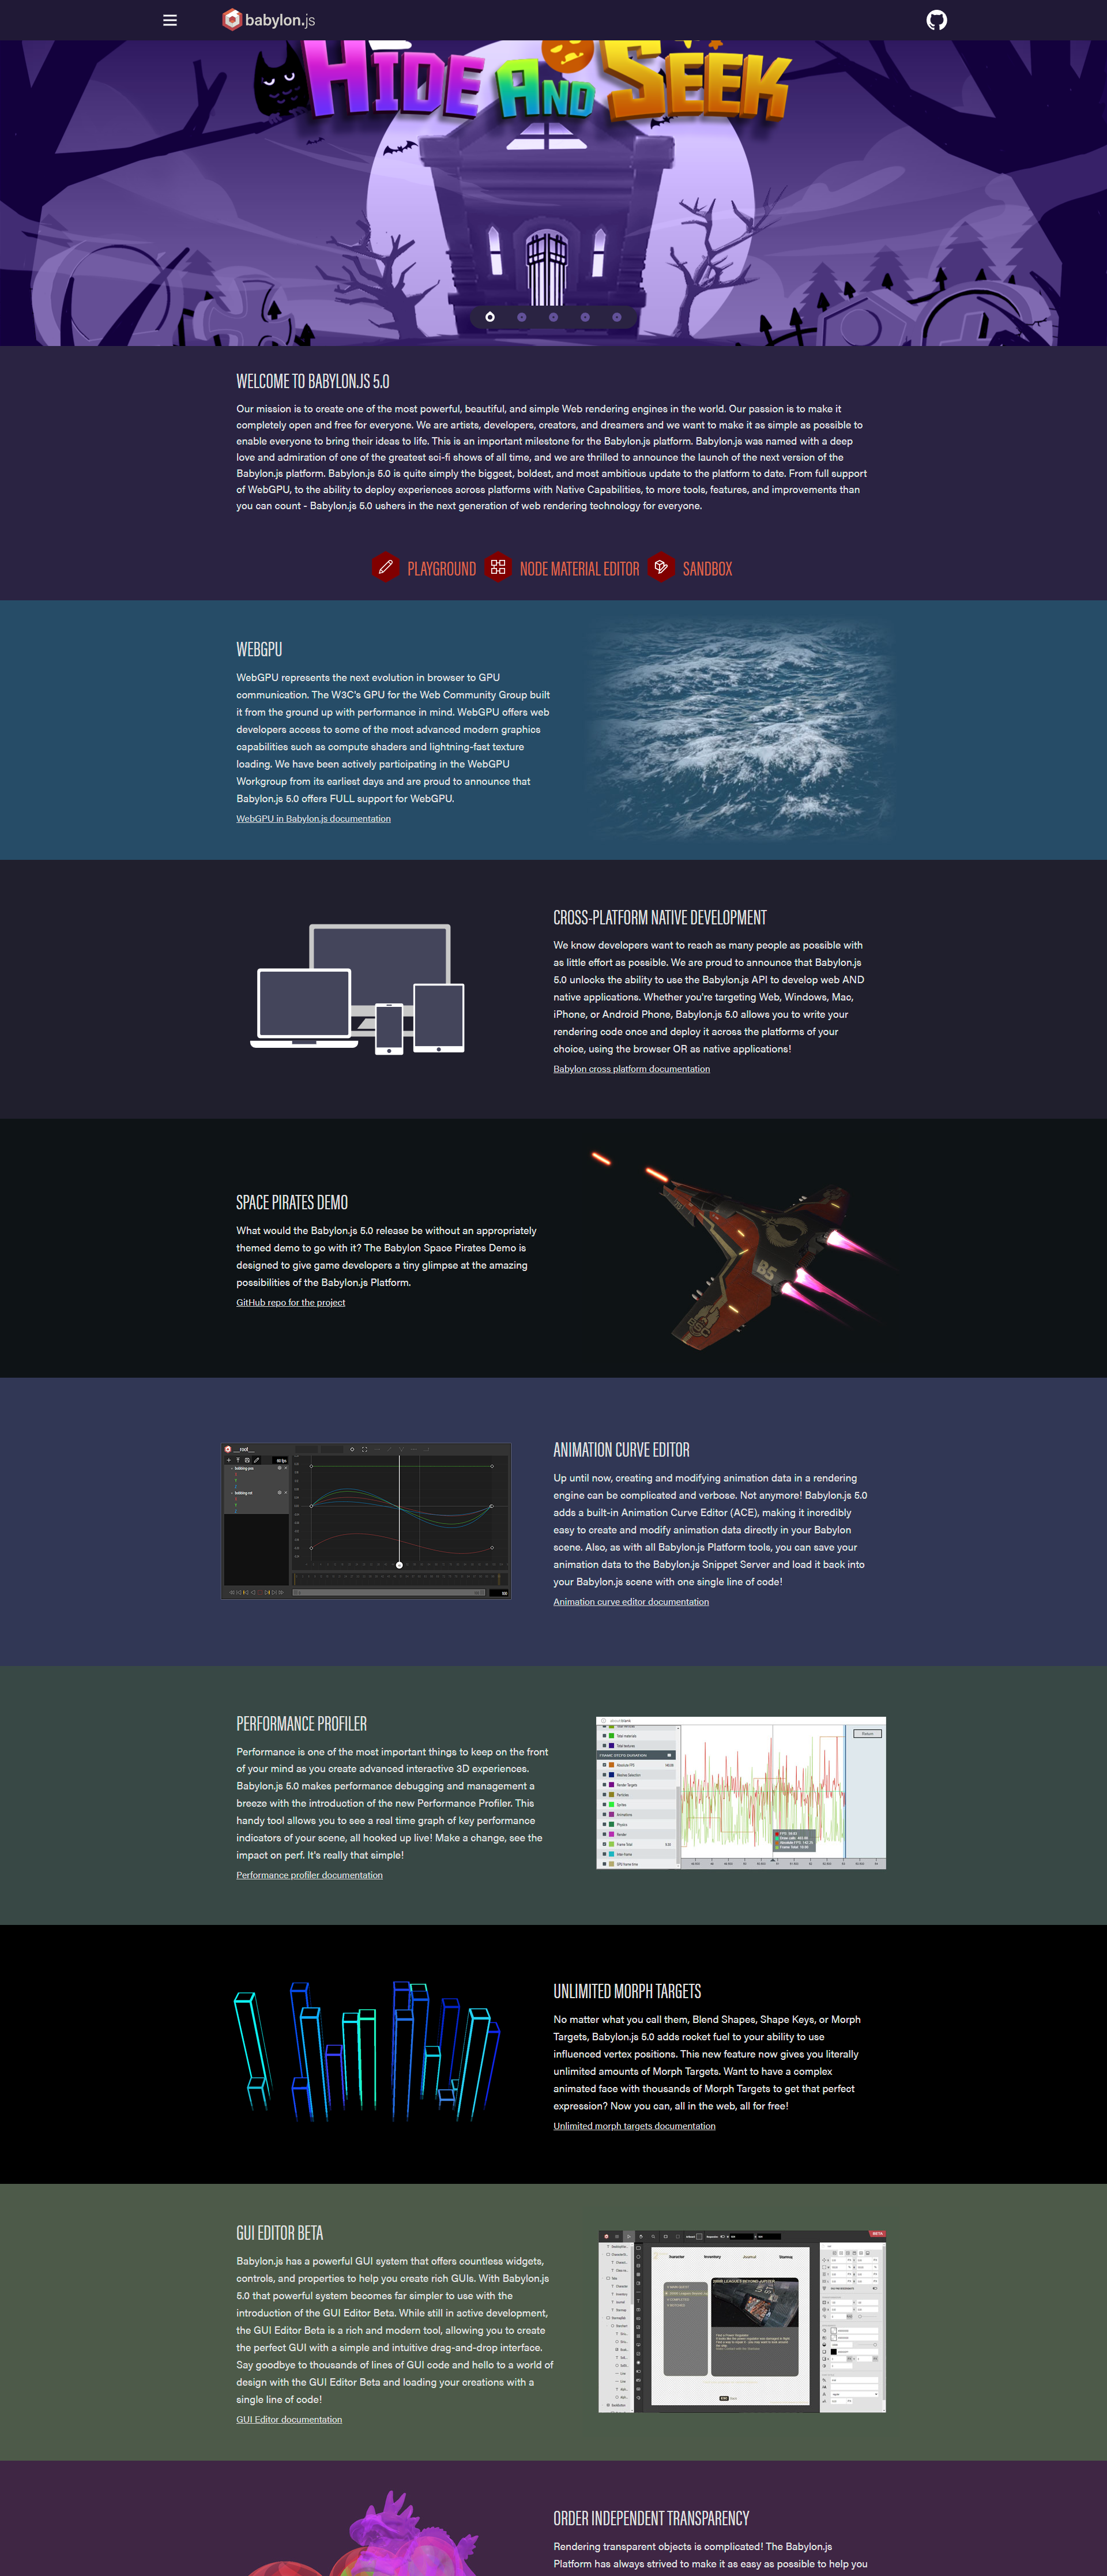 babylon.js
HIDE AND SEEK
WELCOME TO BABYLON.JS 5.0
Our mission is to create one of the most powerful, beautiful, and simple Web rendering engines in the world. Our passion is to make it
completely open and free for everyone. We are artists, developers, creators, and dreamers and we want to make it as simple as possible to
enable everyone to bring their ideas to life. This is an important milestone for the Babylon.js platform. Babylon.js was named with a deep
love and admiration of one of the greatest sci-fi shows of all time, and we are thrilled to announce the launch of the next version of the
Babylon.js platform. Babylon.js 5.0 is quite simply the biggest, boldest, and most ambitious update to the platform to date. From full support
of WebGPU, to the ability to deploy experiences across platforms with Native Capabilities, to more tools, features, and improvements than
you can count - Babylon.js 5.0 ushers in the next generation of web rendering technology for everyone.
PLAYGROUND NODE MATERIAL EDITOR SANDBOX
WEBGPU
WebGPU represents the next evolution in browser to GPU
communication. The W3C's GPU for the Web Community Group built
it from the ground up with performance in mind. WebGPU offers web
developers access to some of the most advanced modern graphics
capabilities such as compute shaders and lightning-fast texture
loading. We have been actively participating in the WebGPU
Workgroup from its earliest days and are proud to announce that
Babylon.js 5.0 offers FULL support for WebGPU.
WebGPU in Babylon.js documentation
CROSS-PLATFORM NATIVE DEVELOPMENT
We know developers want to reach as many people as possible with
as little effort as possible. We are proud to announce that Babylon.js
5.0 unlocks the ability to use the Babylon.js API to develop web AND
native applications. Whether you're targeting Web, Windows, Mac,
iPhone, or Android Phone, Babylon.js 5.0 allows you to write your
rendering code once and deploy it across the platforms of your
choice, using the browser OR as native applications!
Babylon cross platform documentation
SPACE PIRATES DEMO
What would the Babylon.js 5.0 release be without an appropriately
themed demo to go with it? The Babylon Space Pirates Demo is
designed to give game developers a tiny glimpse at the amazing
possibilities of the Babylon.js Platform.
GitHub repo for the project
B5
__root__
60 fps
ANIMATION CURVE EDITOR
Up until now, creating and modifying animation data in a rendering
engine can be complicated and verbose. Not anymore! Babylon.js 5.0
adds a built-in Animation Curve Editor (ACE), making it incredibly
easy to create and modify animation data directly in your Babylon
scene. Also, as with all Babylon.js Platform tools, you can save your
animation data to the Babylon.js Snippet Server and load it back into
your Babylon.js scene with one single line of code!
Animation curve editor documentation
PERFORMANCE PROFILER
Performance is one of the most important things to keep on the front
of your mind as you create advanced interactive 3D experiences.
Babylon.js 5.0 makes performance debugging and management a
breeze with the introduction of the new Performance Profiler. This
handy tool allows you to see a real time graph of key performance
indicators of your scene, all hooked up live! Make a change, see the
impact on perf. It's really that simple!
Performance profiler documentation
about:blank
Total materials
Total textures
FRAME STEPS DURATION
Absolute FPS
Meshes Selection
Render Targets
Particles
Sprites
Animations
Physics
Render
Frame Total
Inter-frame
GPU frame time
Return
UNLIMITED MORPH TARGETS
No matter what you call them, Blend Shapes, Shape Keys, or Morph
Targets, Babylon.js 5.0 adds rocket fuel to your ability to use
influenced vertex positions. This new feature now gives you literally
unlimited amounts of Morph Targets. Want to have a complex
animated face with thousands of Morph Targets to get that perfect
expression? Now you can, all in the web, all for free!
Unlimited morph targets documentation
GUI EDITOR BETA
Babylon.js has a powerful GUI system that offers countless widgets,
controls, and properties to help you create rich GUIs. With Babylon.js
5.0 that powerful system becomes far simpler to use with the
introduction of the GUI Editor Beta. While still in active development,
the GUI Editor Beta is a rich and modern tool, allowing you to create
the perfect GUI with a simple and intuitive drag-and-drop interface.
Say goodbye to thousands of lines of GUI code and hello to a world of
design with the GUI Editor Beta and loading your creations with a
single line of code!
GUI Editor documentation
BETA
Inventory
Journal
ORDER INDEPENDENT TRANSPARENCY
Rendering transparent objects is complicated! The Babylon.js
Platform has always strived to make it as easy as possible to help you